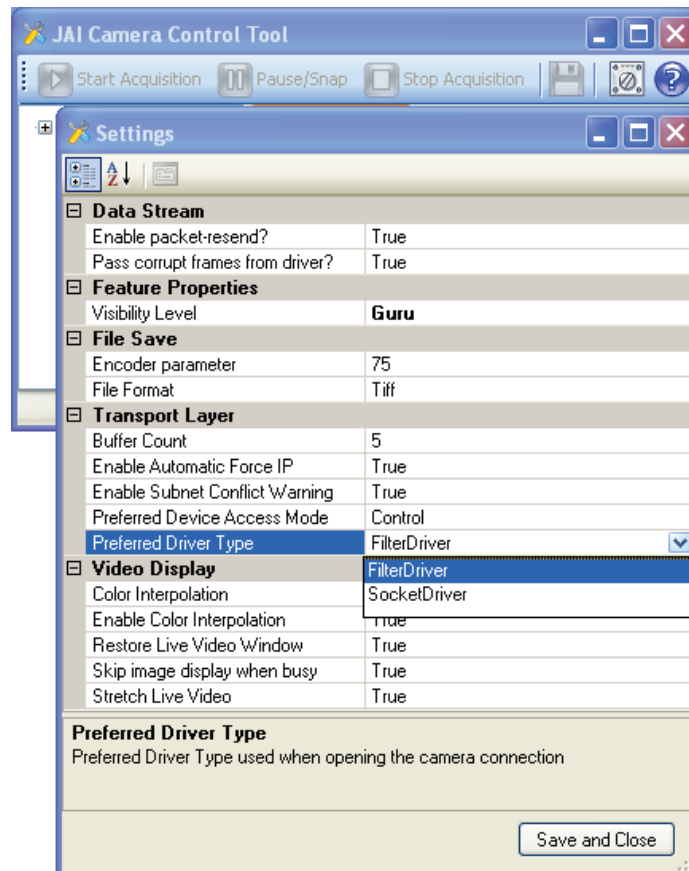 JAI Camera Control Tool
Start Acquisition Pause/Snap Stop Acquisition
Settings
Data Stream
Enable packet-resend? True
Pass corrupt frames from driver? True
Feature Properties
Visibility Level Guru
File Save
Encoder parameter 75
File Format Tiff
Transport Layer
Buffer Count 5
Enable Automatic Force IP True
Enable Subnet Conflict Warning True
Preferred Device Access Mode Control
Preferred Driver Type FilterDriver
Video Display FilterDriver
Color Interpolation SocketDriver
Enable Color Interpolation True
Restore Live Video Window True
Skip image display when busy True
Stretch Live Video True
Preferred Driver Type
Preferred Driver Type used when opening the camera connection
Save and Close